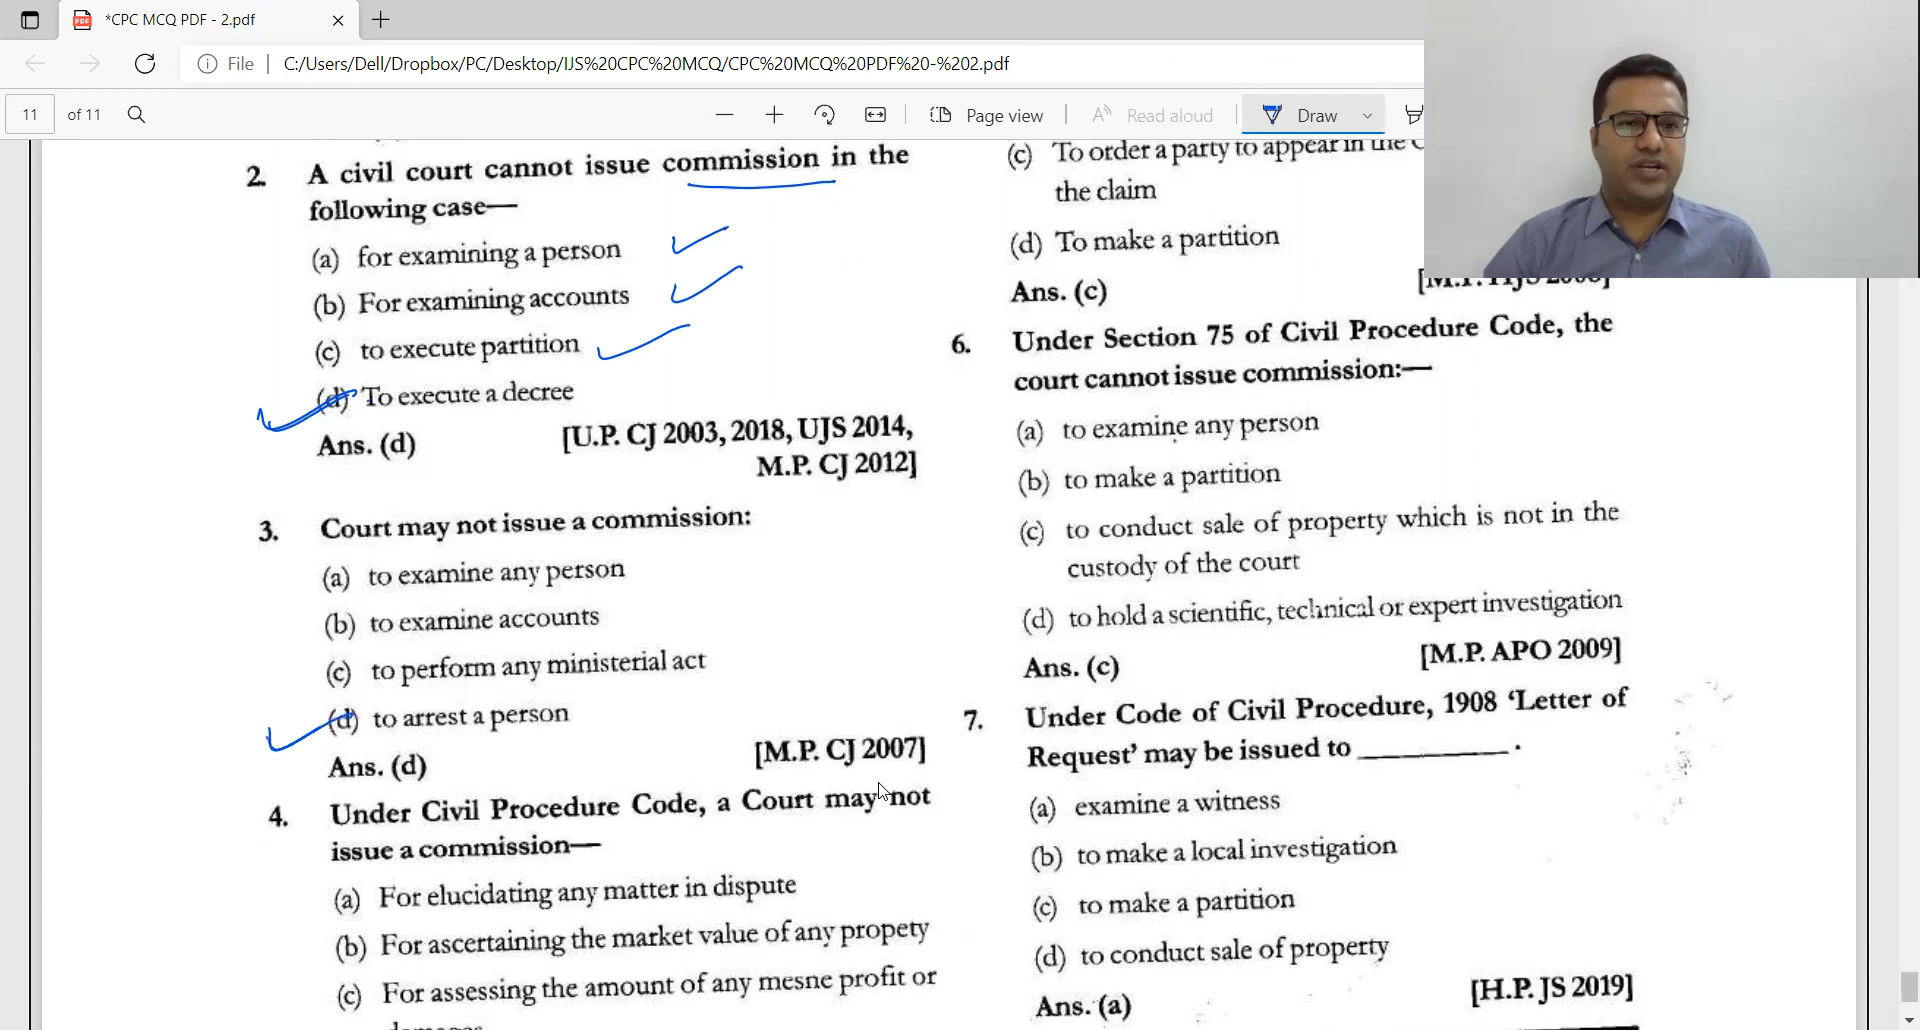 *CPC MCQ PDF - 2.pdf
File
C:/Users/Dell/Dropbox/PC/Desktop/IJS%20CPC%20MCQ/CPC%20MCQ%20PDF%20-%202.pdf
11 of 11
Page view
Read aloud
Draw
2. A civil court cannot issue commission in the
following case—
(a) for examining a person
(b) For examining accounts
(c) to execute partition
(d) To execute a decree
Ans. (d) [U.P. CJ 2003, 2018, UJS 2014,
M.P. CJ 2012]
3. Court may not issue a commission:
(a) to examine any person
(b) to examine accounts
(c) to perform any ministerial act
(d) to arrest a person
Ans. (d) [M.P. CJ 2007]
4. Under Civil Procedure Code, a Court may not
issue a commission—
(a) For elucidating any matter in dispute
(b) For ascertaining the market value of any propety
(c) For assessing the amount of any mesne profit or
damages
(c) To order a party to appear in the
the claim
(d) To make a partition
Ans. (c)
6. Under Section 75 of Civil Procedure Code, the
court cannot issue commission:—
(a) to examine any person
(b) to make a partition
(c) to conduct sale of property which is not in the
custody of the court
(d) to hold a scientific, technical or expert investigation
Ans. (c) [M.P. APO 2009]
7. Under Code of Civil Procedure, 1908 ‘Letter of
Request’ may be issued to __________ .
(a) examine a witness
(b) to make a local investigation
(c) to make a partition
(d) to conduct sale of property
Ans. (a) [H.P. JS 2019]